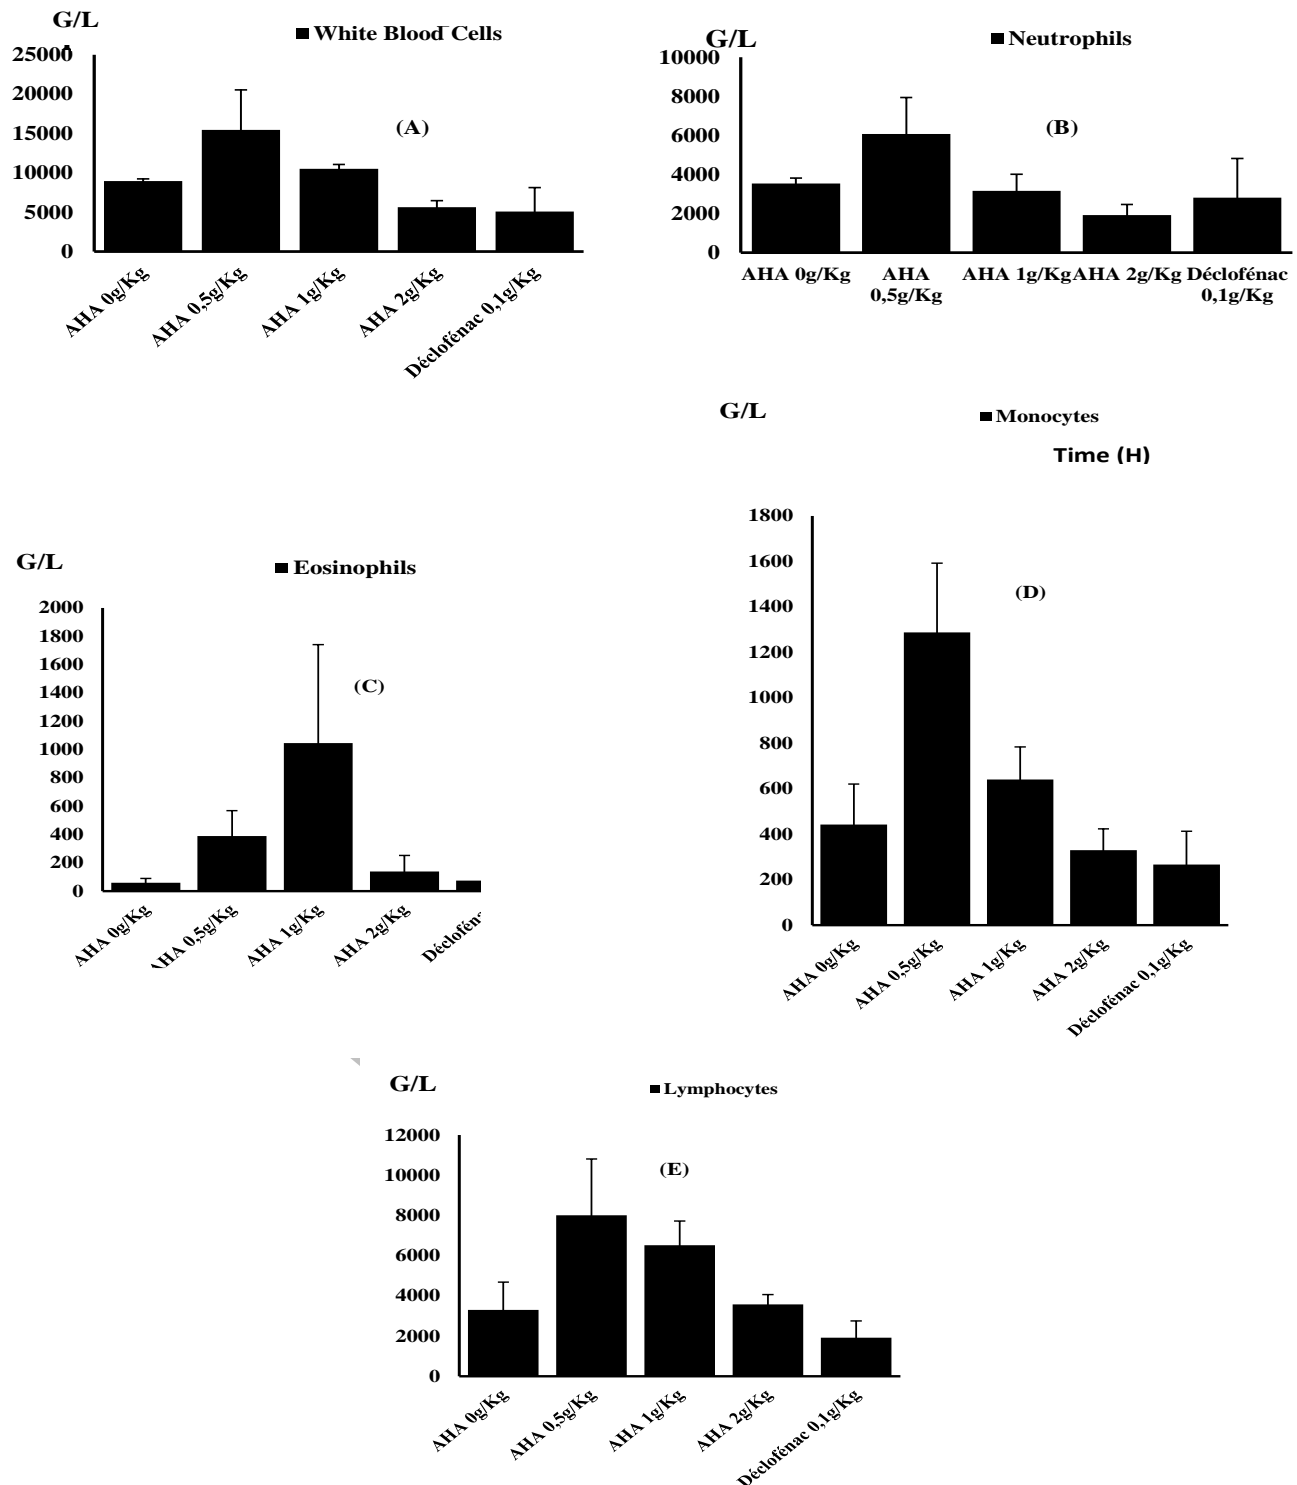 G/L
White Blood Cells
25000
20000
15000
10000
5000
0
(A)
AHA 0g/Kg
AHA 0,5g/Kg
AHA 1g/Kg
AHA 2g/Kg
Déclofénac 0,1g/Kg
G/L
Neutrophils
10000
8000
6000
4000
2000
0
(B)
AHA 0g/Kg
AHA
0,5g/Kg
AHA 1g/Kg
AHA 2g/Kg
Déclofénac
0,1g/Kg
G/L
Eosinophils
2000
1800
1600
1400
1200
1000
800
600
400
200
0
(C)
AHA 0g/Kg
AHA 0,5g/Kg
AHA 1g/Kg
AHA 2g/Kg
G/L
Monocytes
Time (H)
1800
1600
1400
1200
1000
800
600
400
200
0
(D)
AHA 0g/Kg
AHA 0,5g/Kg
AHA 1g/Kg
AHA 2g/Kg
Déclofénac 0,1g/Kg
G/L
Lymphocytes
12000
10000
8000
6000
4000
2000
0
(E)
AHA 0g/Kg
AHA 0,5g/Kg
AHA 1g/Kg
AHA 2g/Kg
Déclofénac 0,1g/Kg